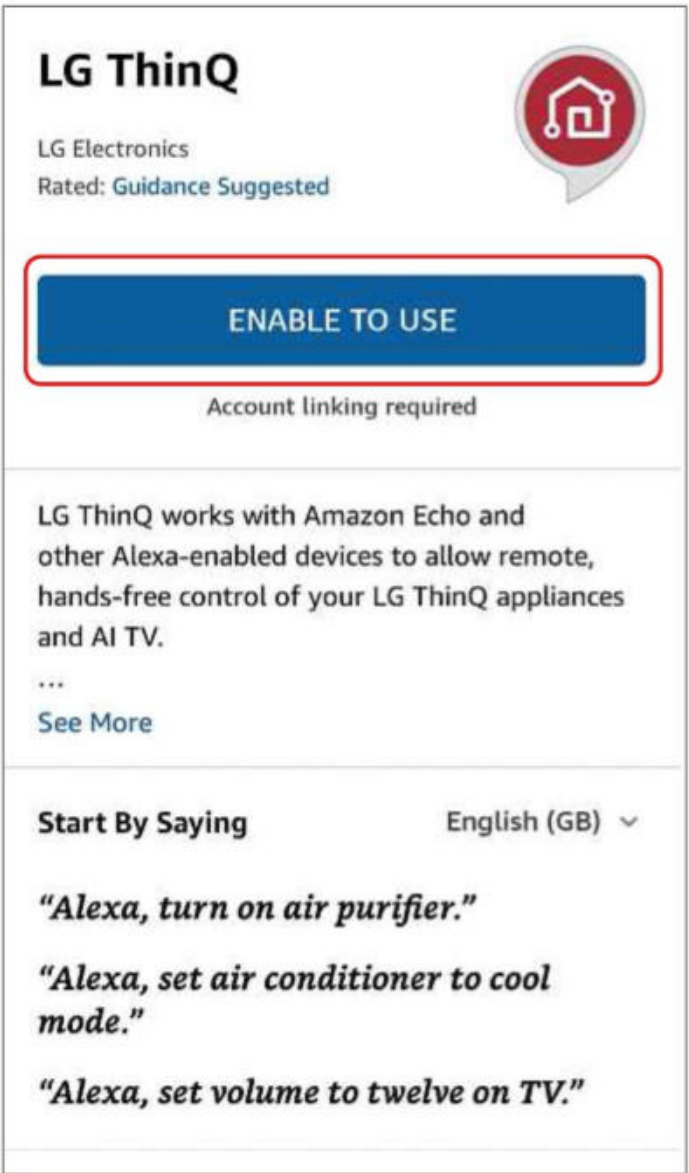 LG ThinQ
LG Electronics
Rated: Guidance Suggested
ENABLE TO USE
Account linking required
LG ThinQ works with Amazon Echo and
other Alexa-enabled devices to allow remote,
hands-free control of your LG ThinQ appliances
and AI TV.
...
See More
Start By Saying
English (GB)
“Alexa, turn on air purifier.”
“Alexa, set air conditioner to cool
mode.”
“Alexa, set volume to twelve on TV.”